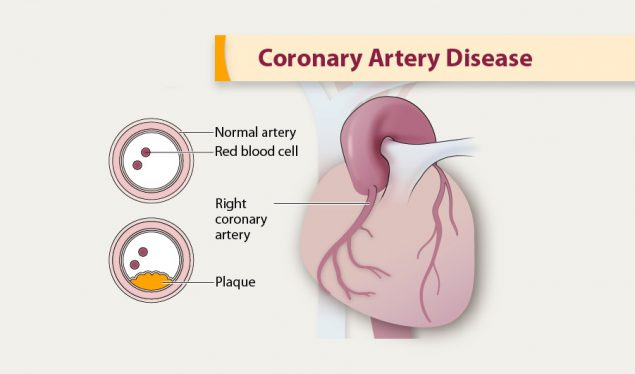 Coronary Artery Disease
Normal artery
Red blood cell
Right
coronary
artery
Plaque